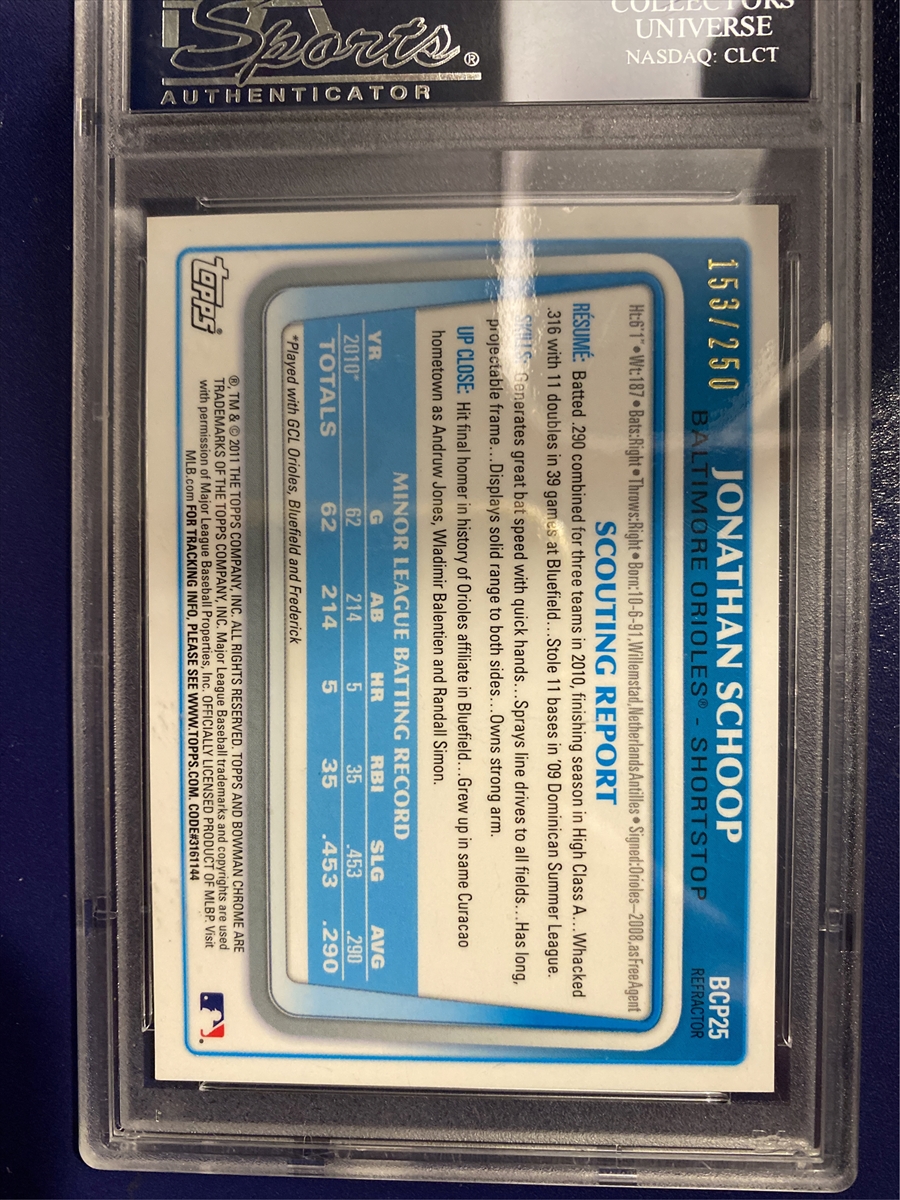 Sports®
AUTHENTICATOR
COLLECTORS
UNIVERSE
NASDAQ: CLCT
153/250
JONATHAN SCHOOP
BALTIMORE ORIOLES® - SHORTSTOP
BCP25
REFRACTOR
Ht:6'1" • Wt:187 • Bats:Right • Throws:Right • Born:10-6-91, Willemstad, Netherlands Antilles • Signed:Orioles–2008, as Free Agent
SCOUTING REPORT
RÉSUMÉ: Batted .290 combined for three teams in 2010, finishing season in High Class A...Whacked
.316 with 11 doubles in 39 games at Bluefield...Stole 11 bases in '09 Dominican Summer League.
SKILLS: Generates great bat speed with quick hands....Sprays line drives to all fields...Has long,
projectable frame...Displays solid range to both sides...Owns strong arm.
UP CLOSE: Hit final homer in history of Orioles affiliate in Bluefield...Grew up in same Curacao
hometown as Andruw Jones, Wladimir Balentien and Randall Simon.
MINOR LEAGUE BATTING RECORD
YR G AB HR RBI SLG AVG
2010* 62 214 5 35 .453 .290
TOTALS 62 214 5 35 .453 .290
*Played with GCL Orioles, Bluefield and Frederick
topps®
®, TM & © 2011 THE TOPPS COMPANY, INC. ALL RIGHTS RESERVED. TOPPS AND BOWMAN CHROME ARE
TRADEMARKS OF THE TOPPS COMPANY, INC. Major League Baseball trademarks and copyrights are used
with permission of Major League Baseball Properties, Inc. OFFICIALLY LICENSED PRODUCT OF MLBP. Visit
MLB.com FOR TRACKING INFO, PLEASE SEE WWW.TOPPS.COM. CODE#3161144